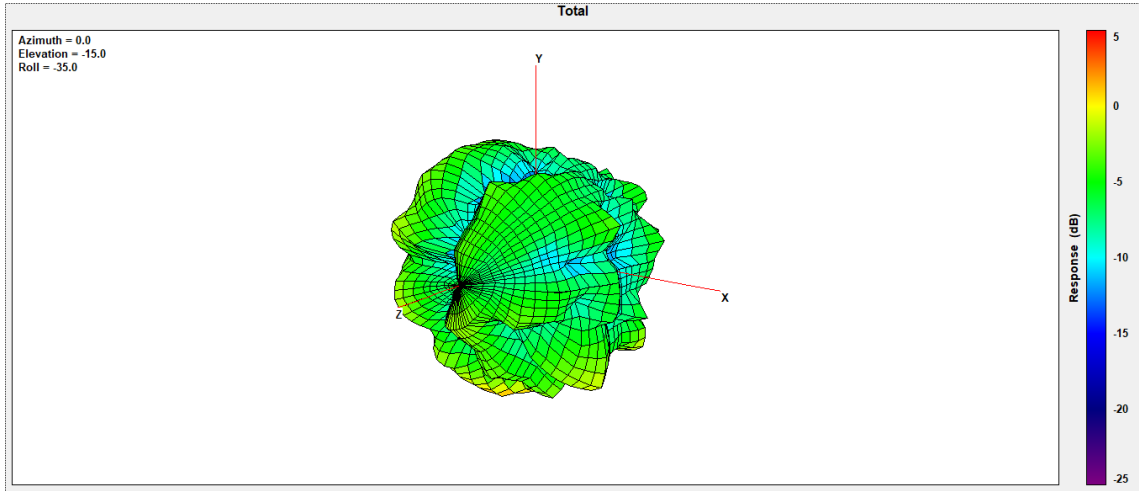 Total
Azimuth = 0.0
Elevation = -15.0
Roll = -35.0
Y
X
Z
5
0
-5
-10
-15
-20
-25
Response (dB)